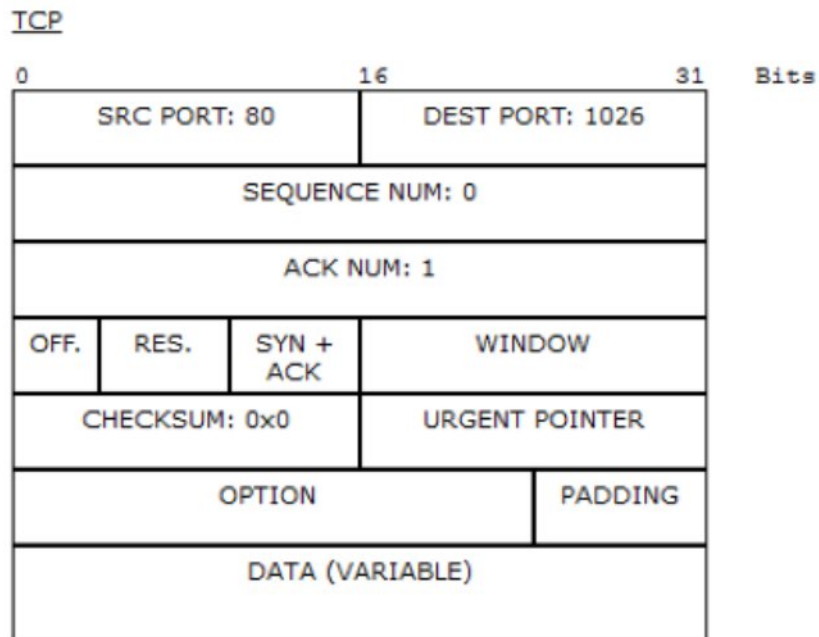 TCP
0 16 31 Bits
SRC PORT: 80 DEST PORT: 1026
SEQUENCE NUM: 0
ACK NUM: 1
OFF. RES. SYN + WINDOW
ACK
CHECKSUM: 0x0 URGENT POINTER
OPTION PADDING
DATA (VARIABLE)